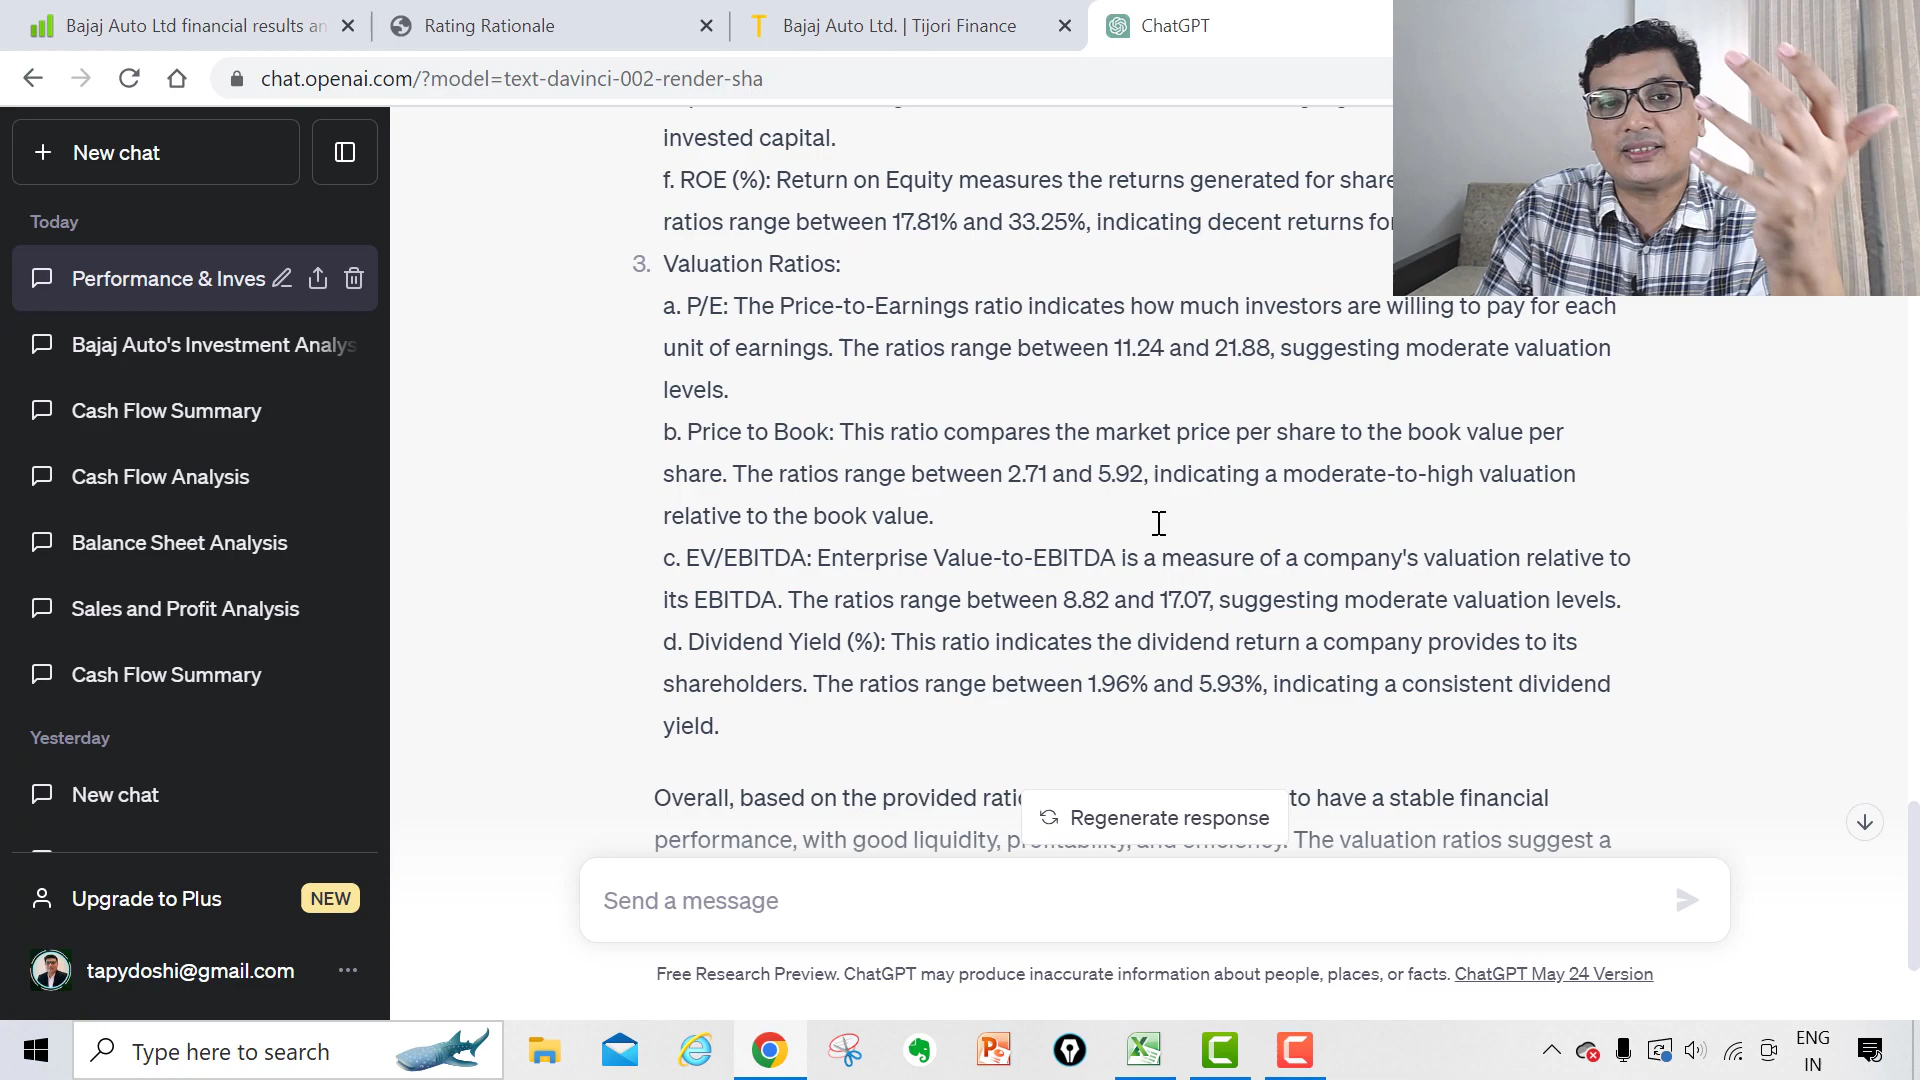 Bajaj Auto Ltd financial results an
Rating Rationale
Bajaj Auto Ltd. | Tijori Finance
ChatGPT
chat.openai.com/?model=text-davinci-002-render-sha
New chat
Today
Performance & Inves
Bajaj Auto's Investment Analys
Cash Flow Summary
Cash Flow Analysis
Balance Sheet Analysis
Sales and Profit Analysis
Cash Flow Summary
Yesterday
New chat
Upgrade to Plus NEW
tapydoshi@gmail.com
invested capital.
f. ROE (%): Return on Equity measures the returns generated for share
ratios range between 17.81% and 33.25%, indicating decent returns for
3. Valuation Ratios:
a. P/E: The Price-to-Earnings ratio indicates how much investors are willing to pay for each
unit of earnings. The ratios range between 11.24 and 21.88, suggesting moderate valuation
levels.
b. Price to Book: This ratio compares the market price per share to the book value per
share. The ratios range between 2.71 and 5.92, indicating a moderate-to-high valuation
relative to the book value.
c. EV/EBITDA: Enterprise Value-to-EBITDA is a measure of a company's valuation relative to
its EBITDA. The ratios range between 8.82 and 17.07, suggesting moderate valuation levels.
d. Dividend Yield (%): This ratio indicates the dividend return a company provides to its
shareholders. The ratios range between 1.96% and 5.93%, indicating a consistent dividend
yield.
Overall, based on the provided ratio to have a stable financial
performance, with good liquidity, profitability, and efficiency. The valuation ratios suggest a
Regenerate response
Send a message
Free Research Preview. ChatGPT may produce inaccurate information about people, places, or facts. ChatGPT May 24 Version
Type here to search
ENG
IN